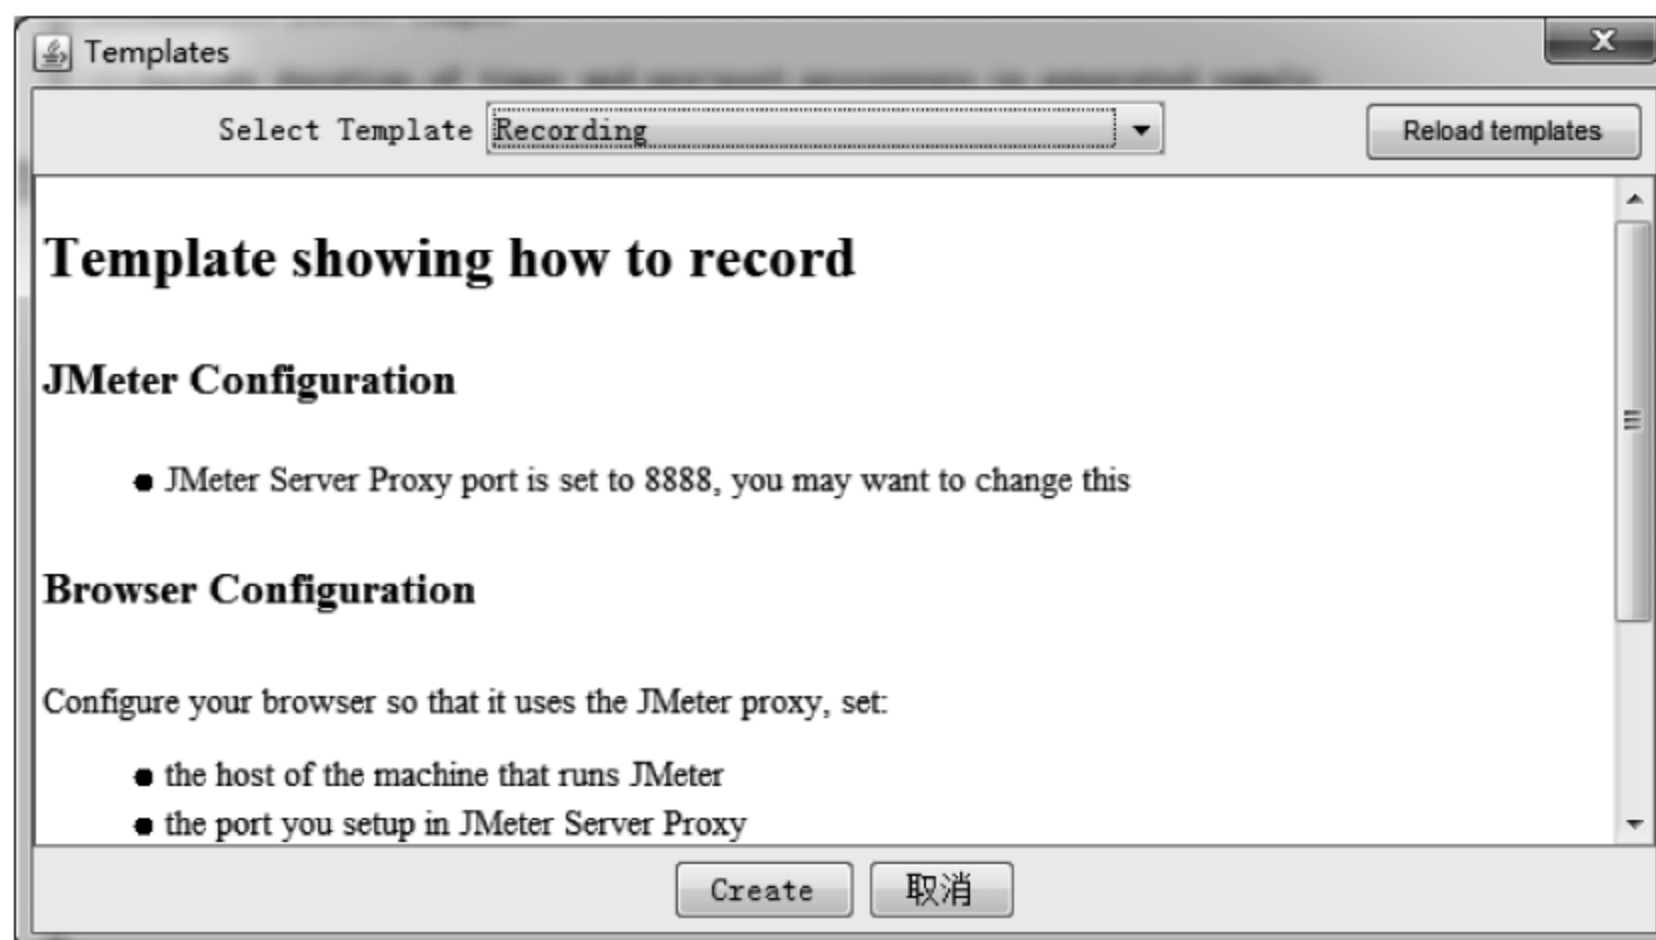 Templates
Select Template Recording Reload templates
Template showing how to record
JMeter Configuration
● JMeter Server Proxy port is set to 8888, you may want to change this
Browser Configuration
Configure your browser so that it uses the JMeter proxy, set:
● the host of the machine that runs JMeter
● the port you setup in JMeter Server Proxy
Create 取消